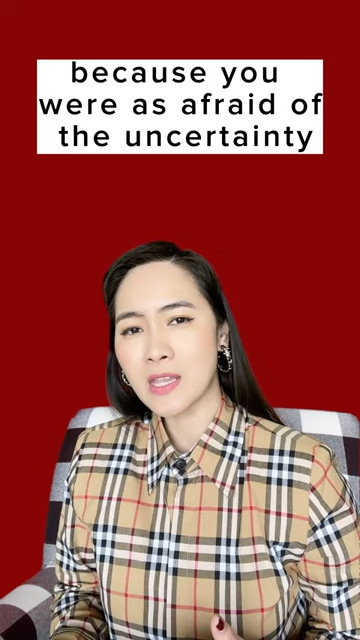 because you
were as afraid of
the uncertainty